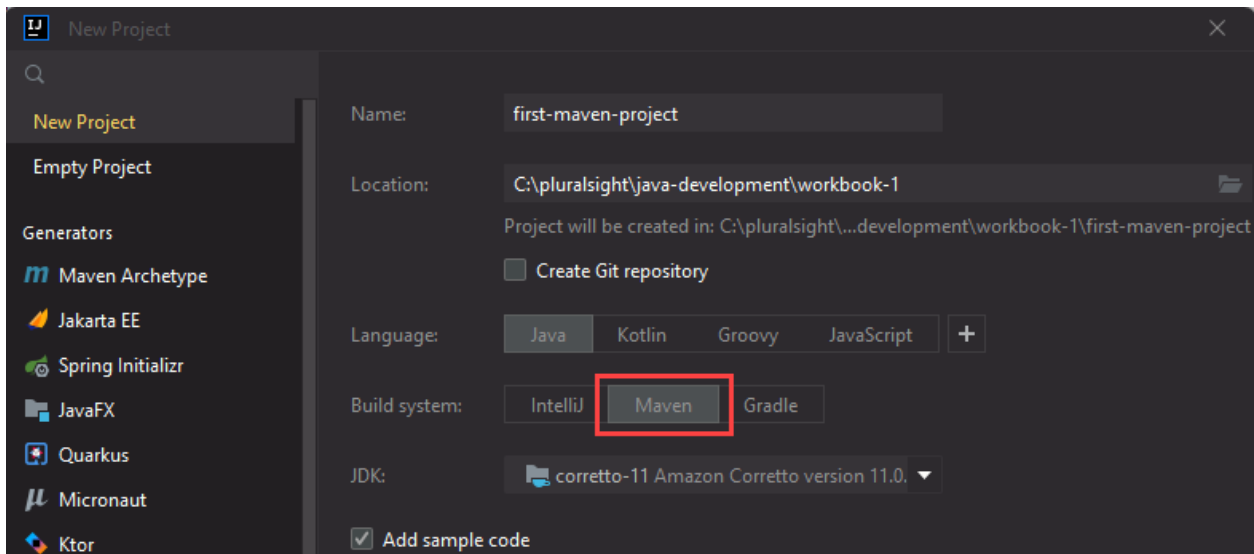 IJ New Project
New Project
Empty Project
Generators
m Maven Archetype
Jakarta EE
Spring Initializr
JavaFX
Quarkus
μ Micronaut
Ktor
Name: first-maven-project
Location: C:\pluralsight\java-development\workbook-1
Project will be created in: C:\pluralsight\...development\workbook-1\first-maven-project
Create Git repository
Language: Java Kotlin Groovy JavaScript +
Build system: IntelliJ Maven Gradle
JDK: corretto-11 Amazon Corretto version 11.0.
Add sample code